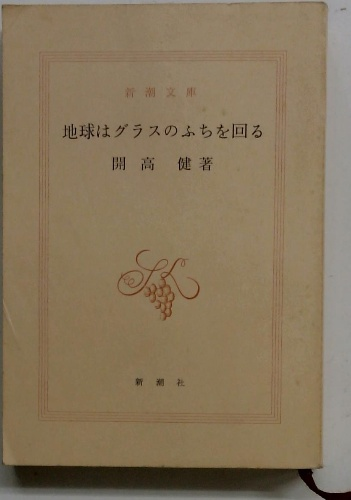 新潮文庫
地球はグラスのふちを回る
開高健著
新潮社